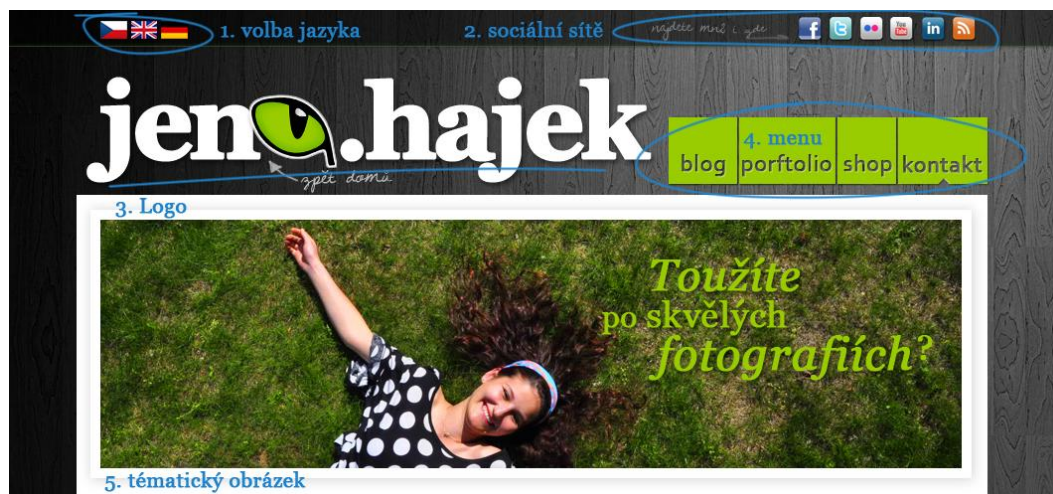 1. volba jazyka
2. sociální sítě
najdete mně i zde
jen .hajek
zpět domů
4. menu
blog
porftolio
shop
kontakt
3. Logo
Toužíte
po skvělých
fotografiích?
5. tématický obrázek